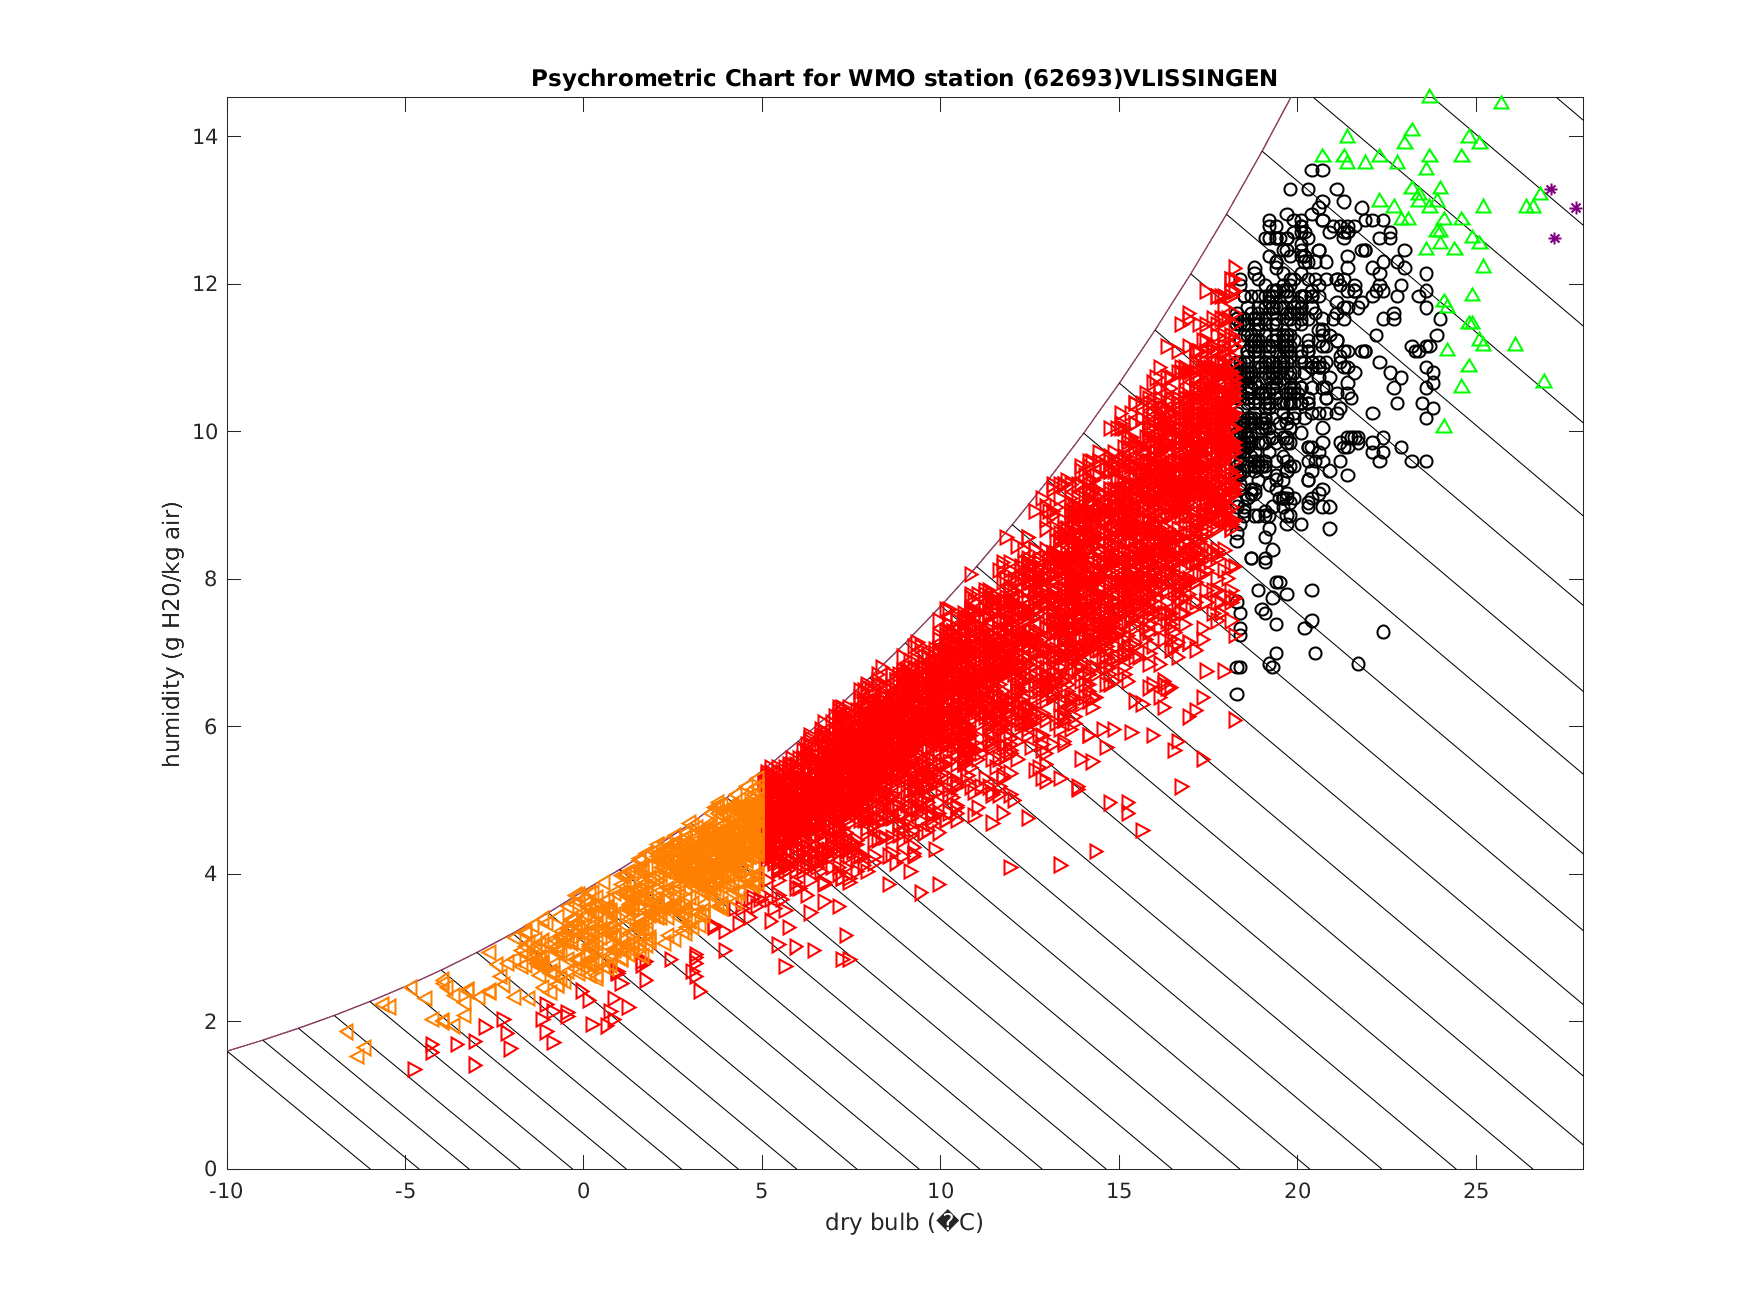 Psychrometric Chart for WMO station (62693)VLISSINGEN
14
12
10
8
6
4
2
0
humidity (g H20/kg air)
-10 -5 0 5 10 15 20 25
dry bulb (�C)